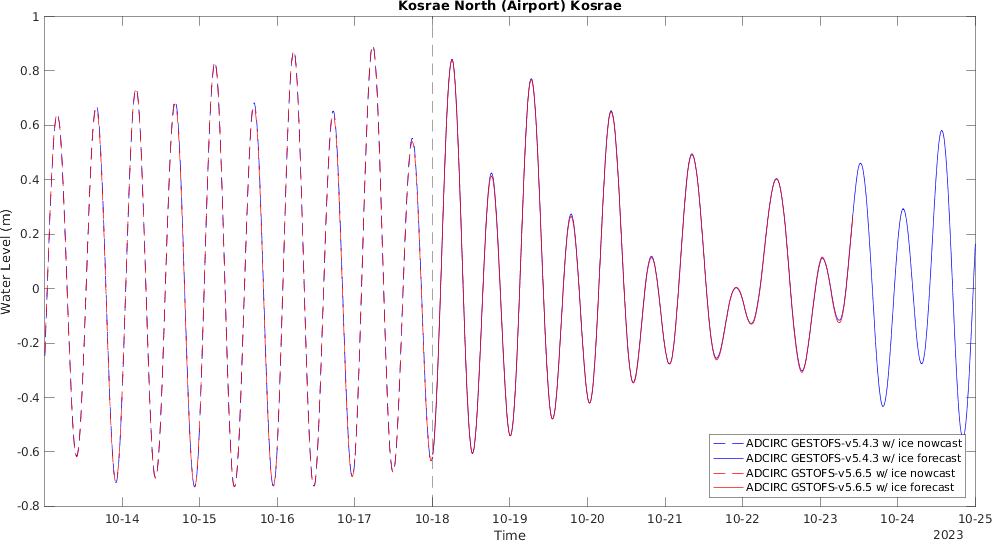 Kosrae North (Airport) Kosrae
1
0.8
0.6
0.4
0.2
0
-0.2
-0.4
-0.6
-0.8
Water Level (m)
ADCIRC GESTOFS-v5.4.3 w/ ice nowcast
ADCIRC GESTOFS-v5.4.3 w/ ice forecast
ADCIRC GSTOFS-v5.6.5 w/ ice nowcast
ADCIRC GSTOFS-v5.6.5 w/ ice forecast
10-14 10-15 10-16 10-17 10-18 10-19 10-20 10-21 10-22 10-23 10-24 10-25
Time
2023